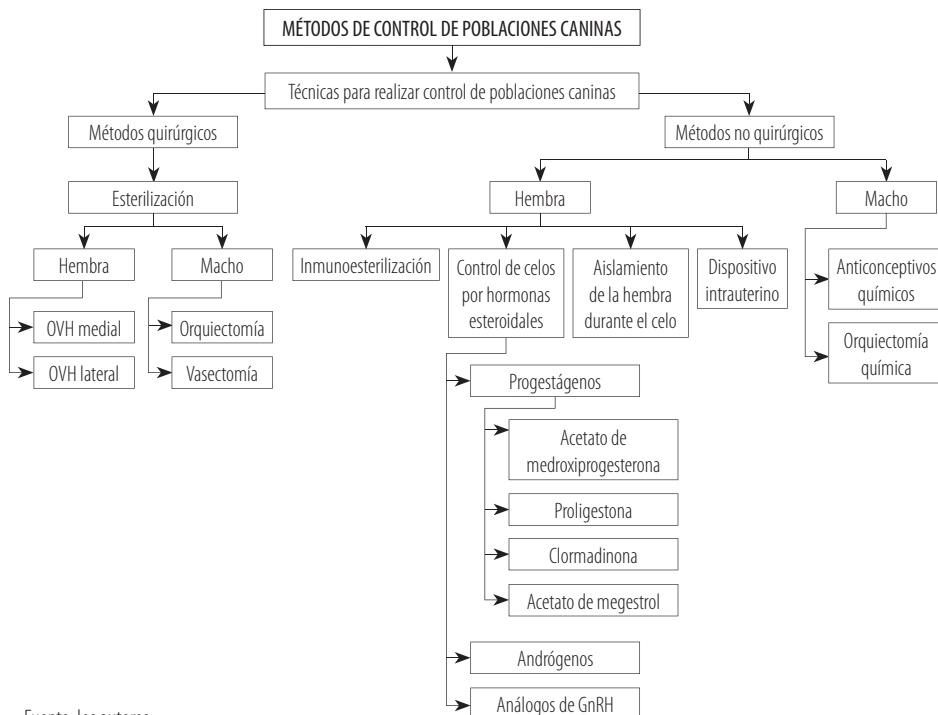 MÉTODOS DE CONTROL DE POBLACIONES CANINAS
Técnicas para realizar control de poblaciones caninas
Métodos quirúrgicos
Métodos no quirúrgicos
Esterilización
Hembra
Macho
Hembra
Macho
Inmunoesterilización
Control de celos
por hormonas
esteroidales
Aislamiento
de la hembra
durante el celo
Dispositivo
intrauterino
Anticonceptivos
químicos
OVH medial
Orquiectomía
Orquiectomía
química
OVH lateral
Vasectomía
Progestágenos
Acetato de
medroxiprogesterona
Proligestona
Clormadinona
Acetato de megestrol
Andrógenos
Análogos de GnRH